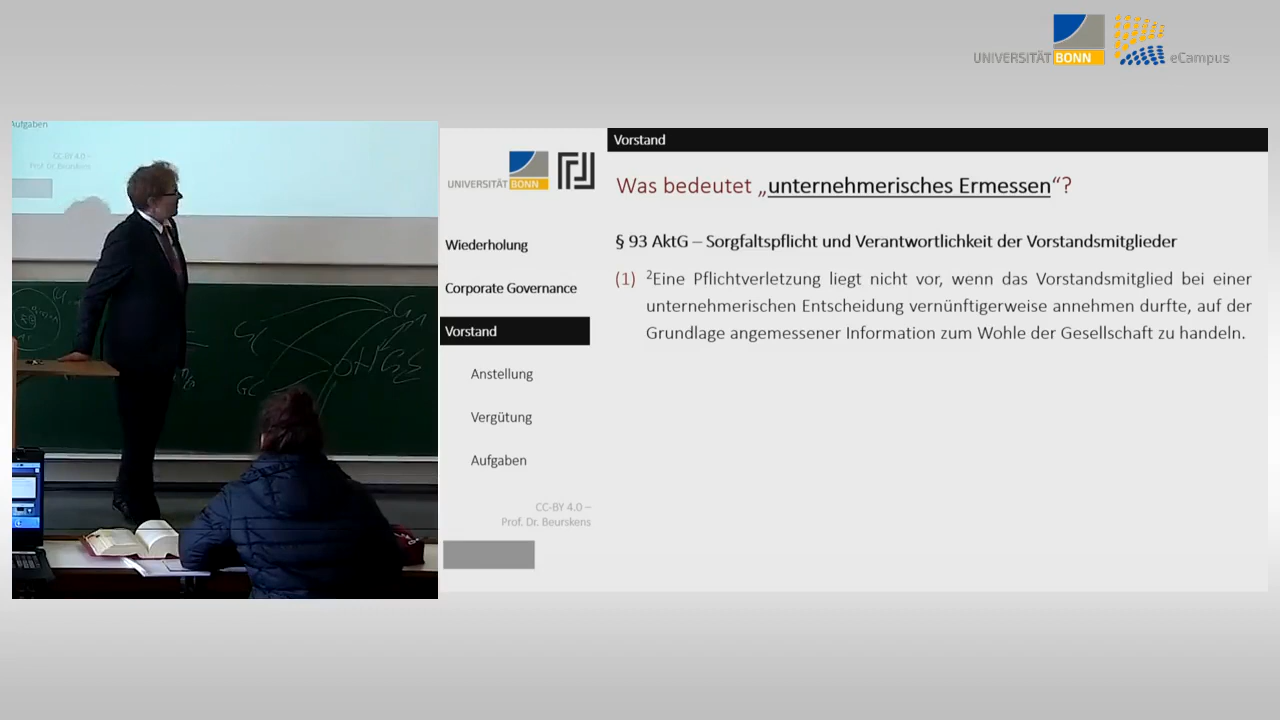 UNIVERSITÄT BONN
eCampus
Aufgaben
CC-BY 4.0 –
Prof. Dr. Beurskens
UNIVERSITÄT BONN
Wiederholung
Corporate Governance
Vorstand
Anstellung
Vergütung
Aufgaben
CC-BY 4.0 –
Prof. Dr. Beurskens
Vorstand
Was bedeutet „unternehmerisches Ermessen“?
§ 93 AktG – Sorgfaltspflicht und Verantwortlichkeit der Vorstandsmitglieder
(1) ²Eine Pflichtverletzung liegt nicht vor, wenn das Vorstandsmitglied bei einer
unternehmerischen Entscheidung vernünftigerweise annehmen durfte, auf der
Grundlage angemessener Information zum Wohle der Gesellschaft zu handeln.